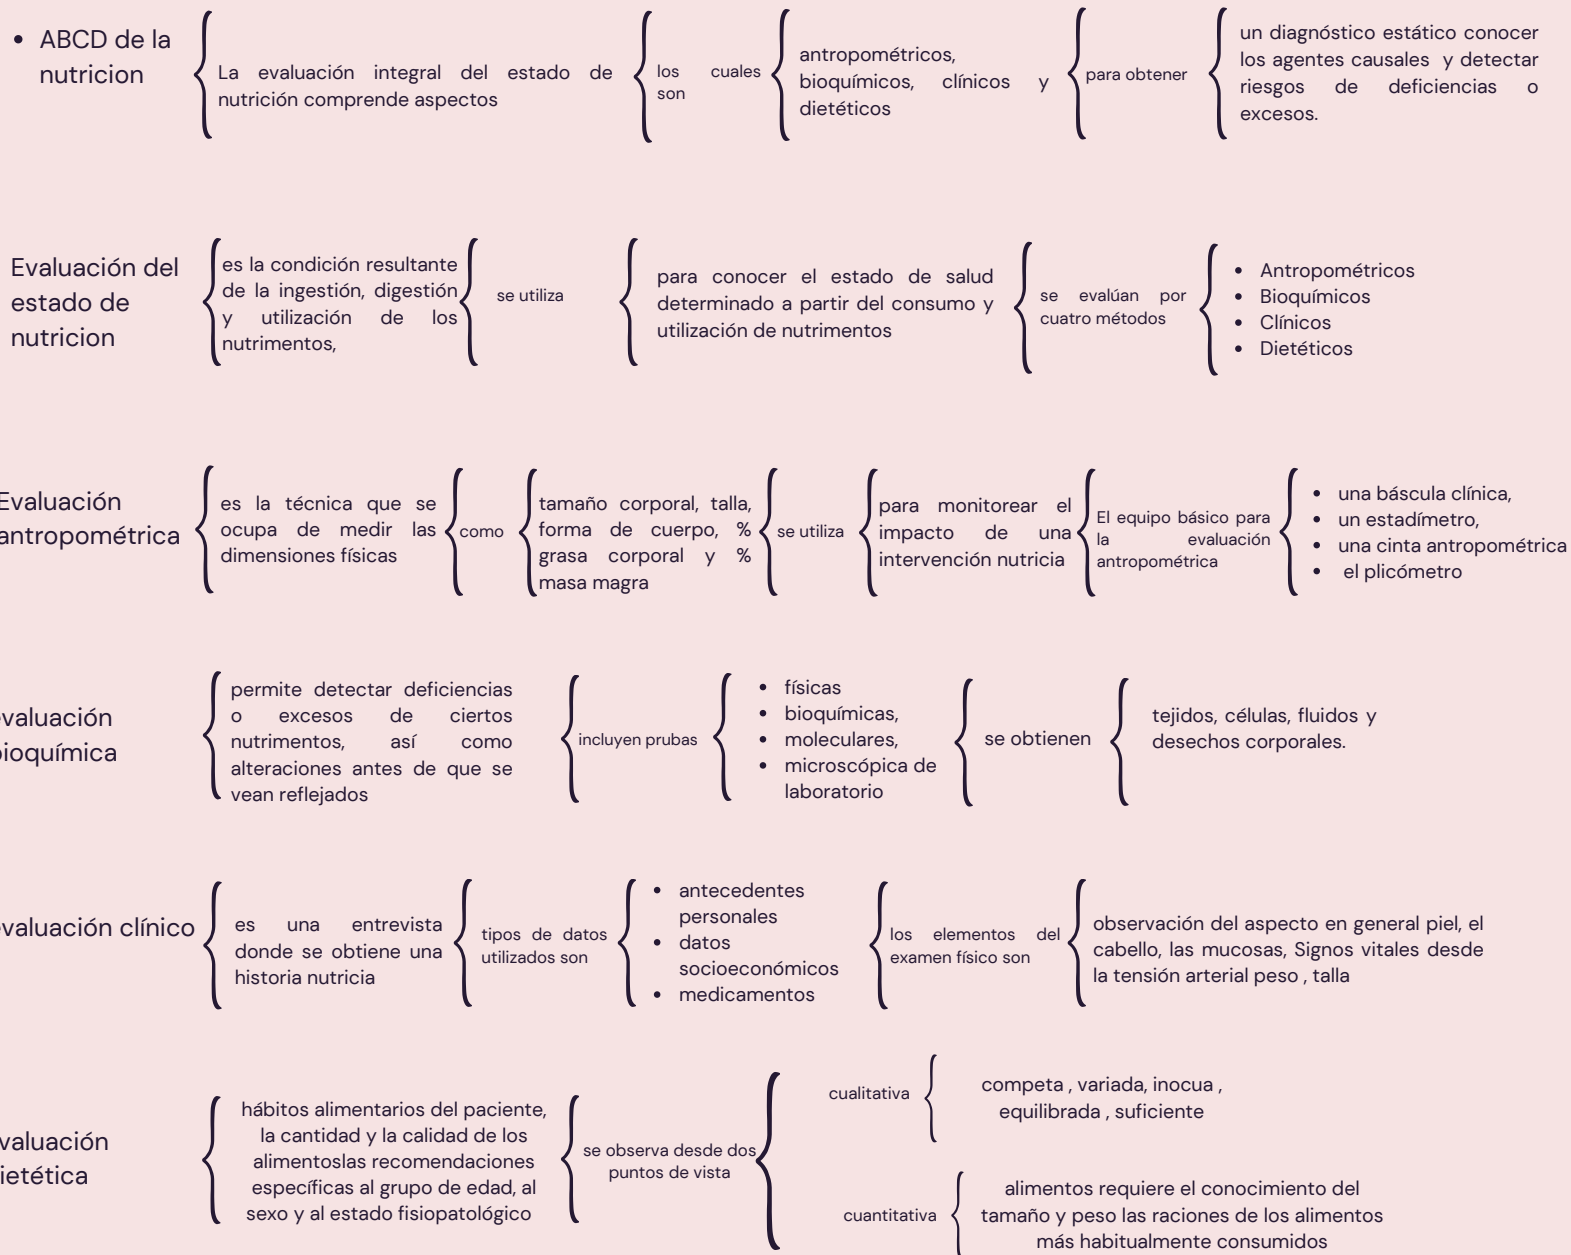 • ABCD de la
nutricion
La evaluación integral del estado de
nutrición comprende aspectos
los cuales
son
antropométricos,
bioquímicos, clínicos y
dietéticos
para obtener
un diagnóstico estático conocer
los agentes causales y detectar
riesgos de deficiencias o
excesos.
Evaluación del
estado de
nutricion
es la condición resultante
de la ingestión, digestión
y utilización de los
nutrimentos,
se utiliza
para conocer el estado de salud
determinado a partir del consumo y
utilización de nutrimentos
se evalúan por
cuatro métodos
• Antropométricos
• Bioquímicos
• Clínicos
• Dietéticos
Evaluación
antropométrica
es la técnica que se
ocupa de medir las
dimensiones físicas
como
tamaño corporal, talla,
forma de cuerpo, %
grasa corporal y %
masa magra
se utiliza
para monitorear el
impacto de una
intervención nutricia
El equipo básico para
la evaluación
antropométrica
• una báscula clínica,
• un estadímetro,
• una cinta antropométrica
• el plicómetro
valuación
ioquímica
permite detectar deficiencias
o excesos de ciertos
nutrimentos, así como
alteraciones antes de que se
vean reflejados
incluyen prubas
• físicas
• bioquímicas,
• moleculares,
• microscópica de
laboratorio
se obtienen
tejidos, células, fluidos y
desechos corporales.
valuación clínico
es una entrevista
donde se obtiene una
historia nutricia
tipos de datos
utilizados son
• antecedentes
personales
• datos
socioeconómicos
• medicamentos
los elementos del
examen físico son
observación del aspecto en general piel, el
cabello, las mucosas, Signos vitales desde
la tensión arterial peso , talla
valuación
ietética
hábitos alimentarios del paciente,
la cantidad y la calidad de los
alimentoslas recomendaciones
específicas al grupo de edad, al
sexo y al estado fisiopatológico
se observa desde dos
puntos de vista
cualitativa
competa , variada, inocua ,
equilibrada , suficiente
cuantitativa
alimentos requiere el conocimiento del
tamaño y peso las raciones de los alimentos
más habitualmente consumidos